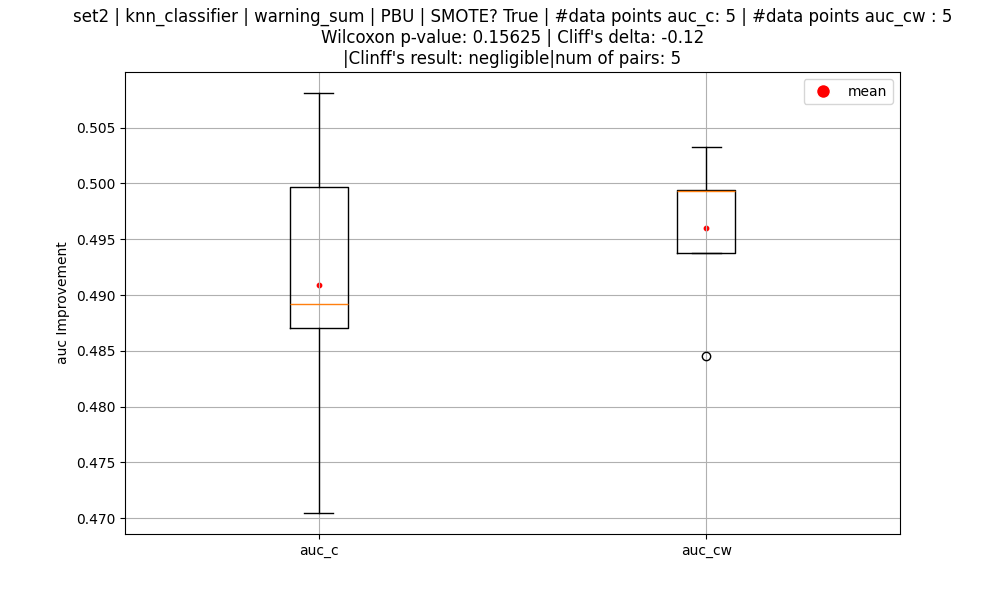 set2 | knn_classifier | warning_sum | PBU | SMOTE? True | #data points auc_c: 5 | #data points auc_cw : 5
Wilcoxon p-value: 0.15625 | Cliff's delta: -0.12
|Clinff's result: negligible|num of pairs: 5
mean
0.505
0.500
0.495
0.490
0.485
0.480
0.475
0.470
auc Improvement
auc_c
auc_cw